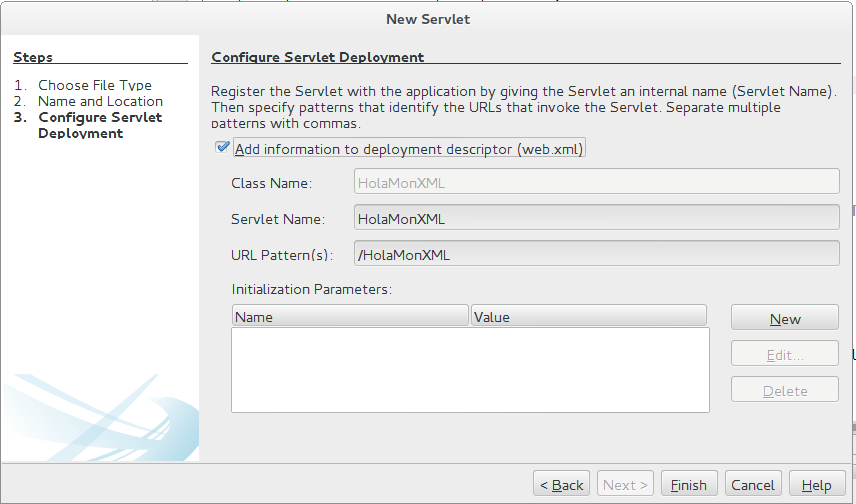 New Servlet
Steps
1. Choose File Type
2. Name and Location
3. Configure Servlet
Deployment
Configure Servlet Deployment
Register the Servlet with the application by giving the Servlet an internal name (Servlet Name).
Then specify patterns that identify the URLs that invoke the Servlet. Separate multiple
patterns with commas.
Add information to deployment descriptor (web.xml)
Class Name: HolaMonXML
Servlet Name: HolaMonXML
URL Pattern(s): /HolaMonXML
Initialization Parameters:
Name Value
New
Edit...
Delete
< Back Next > Finish Cancel Help